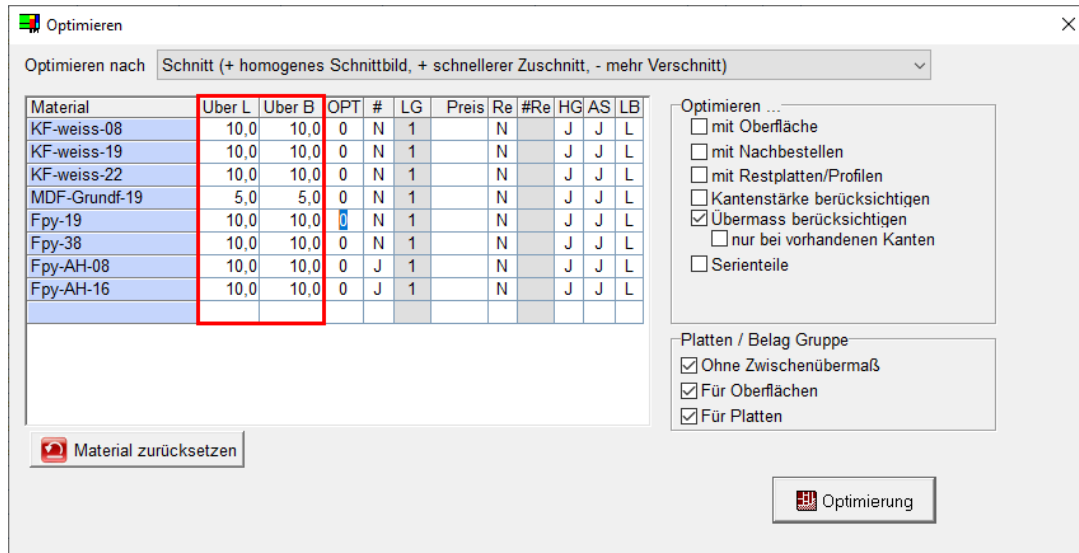 Optimieren
Optimieren nach Schnitt (+ homogenes Schnittbild, + schnellerer Zuschnitt, - mehr Verschnitt)
Material Uber L Uber B OPT # LG Preis Re #Re HG AS LB
KF-weiss-08 10,0 10,0 0 N 1 N J J L
KF-weiss-19 10,0 10,0 0 N 1 N J J L
KF-weiss-22 10,0 10,0 0 N 1 N J J L
MDF-Grundf-19 5,0 5,0 0 N 1 N J J L
Fpy-19 10,0 10,0 0 N 1 N J J L
Fpy-38 10,0 10,0 0 N 1 N J J L
Fpy-AH-08 10,0 10,0 0 J 1 N J J L
Fpy-AH-16 10,0 10,0 0 J 1 N J J L
Material zurücksetzen
Optimieren ...
mit Oberfläche
mit Nachbestellen
mit Restplatten/Profilen
Kantenstärke berücksichtigen
Übermass berücksichtigen
nur bei vorhandenen Kanten
Serienteile
Platten / Belag Gruppe
Ohne Zwischenübermaß
Für Oberflächen
Für Platten
Optimierung